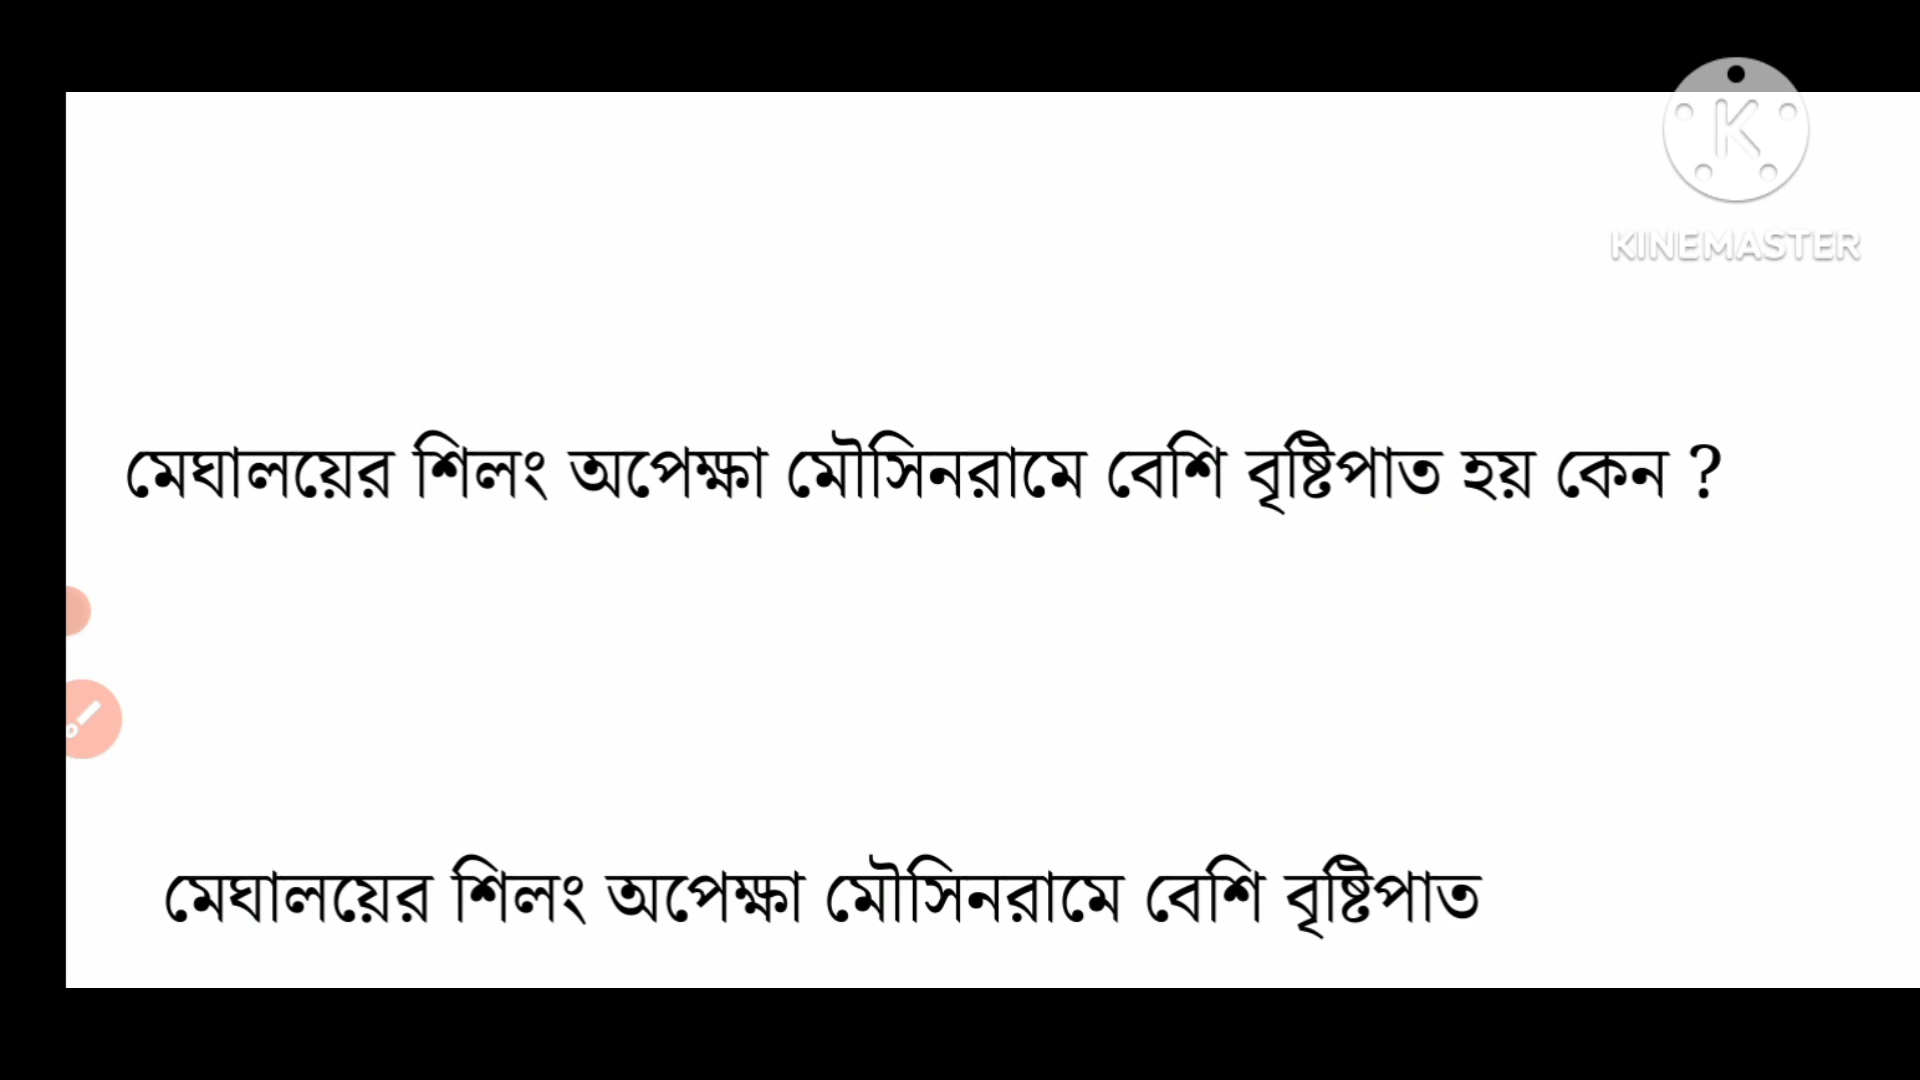 KINEMASTER
মেঘালয়ের শিলং অপেক্ষা মৌসিনরামে বেশি বৃষ্টিপাত হয় কেন ?
মেঘালয়ের শিলং অপেক্ষা মৌসিনরামে বেশি বৃষ্টিপাত